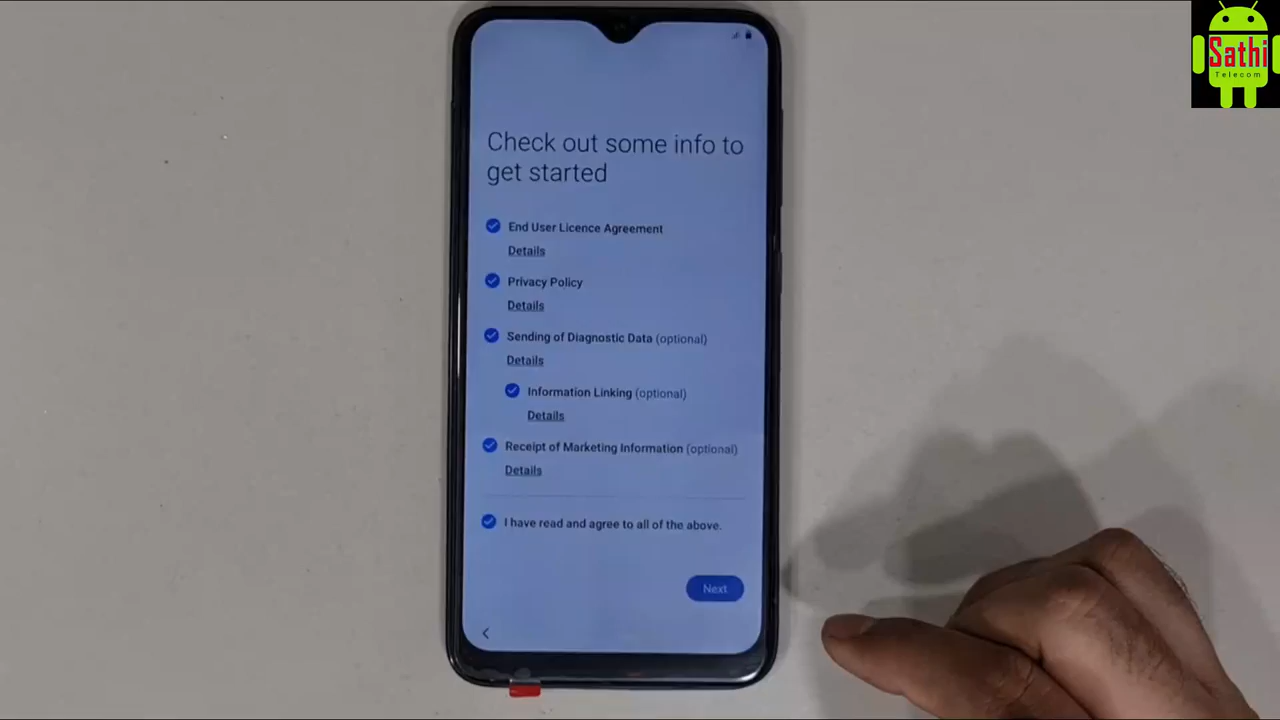 Sathi
Telecom
Check out some info to
get started
End User Licence Agreement
Details
Privacy Policy
Details
Sending of Diagnostic Data (optional)
Details
Information Linking (optional)
Details
Receipt of Marketing Information (optional)
Details
I have read and agree to all of the above.
Next